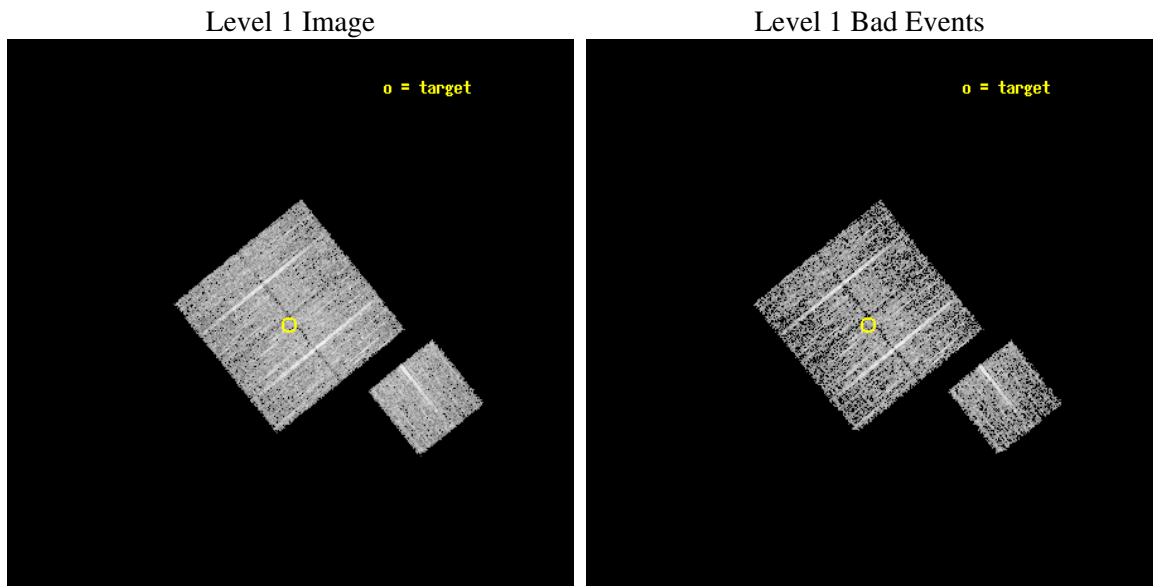 Level 1 Image
Level 1 Bad Events
o = target
o = target